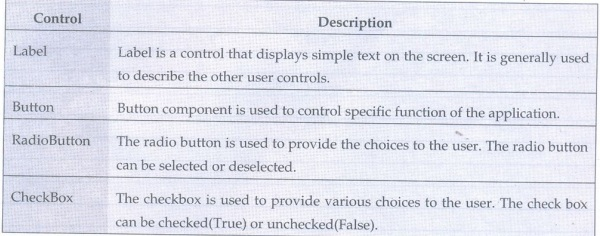 Control Description
Label Label is a control that displays simple text on the screen. It is generally used
to describe the other user controls.
Button Button component is used to control specific function of the application.
RadioButton The radio button is used to provide the choices to the user. The radio button
can be selected or deselected.
CheckBox The checkbox is used to provide various choices to the user. The check box
can be checked(True) or unchecked(False).